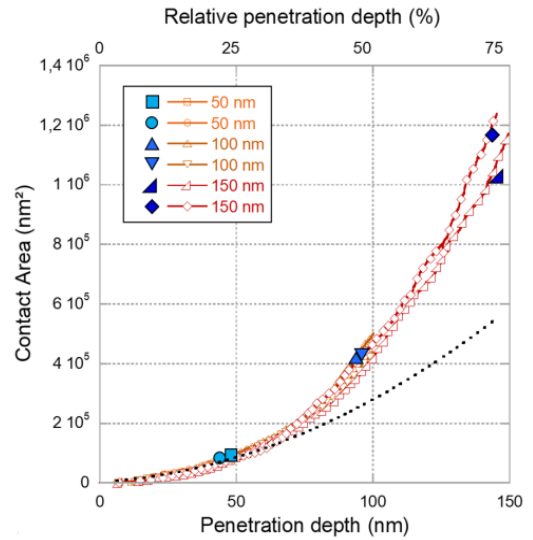 Relative penetration depth (%)
0 25 50 75
1,4 10⁶
1,2 10⁶
1 10⁶
8 10⁵
6 10⁵
4 10⁵
2 10⁵
0
Contact Area (nm²)
50 nm
50 nm
100 nm
100 nm
150 nm
150 nm
0 50 100 150
Penetration depth (nm)